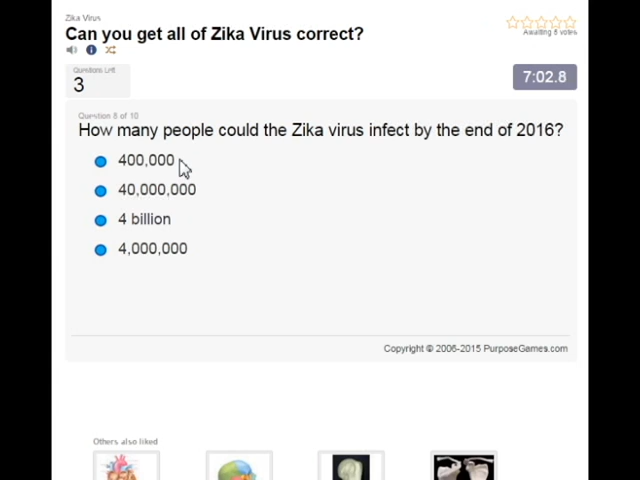 Zika Virus
Can you get all of Zika Virus correct?
Awaiting 8 votes
Questions Left
3
7:02.8
Question 8 of 10
How many people could the Zika virus infect by the end of 2016?
400,000
40,000,000
4 billion
4,000,000
Copyright © 2006-2015 PurposeGames.com
Others also liked